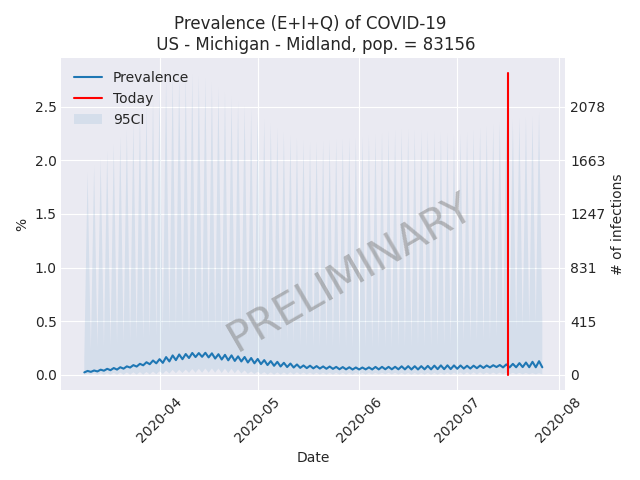 Prevalence (E+I+Q) of COVID-19
US - Michigan - Midland, pop. = 83156
Prevalence
Today
95CI
2.5
2.0
1.5
1.0
0.5
0.0
%
2078
1663
1247
831
415
0
# of infections
PRELIMINARY
2020-04
2020-05
2020-06
2020-07
2020-08
Date